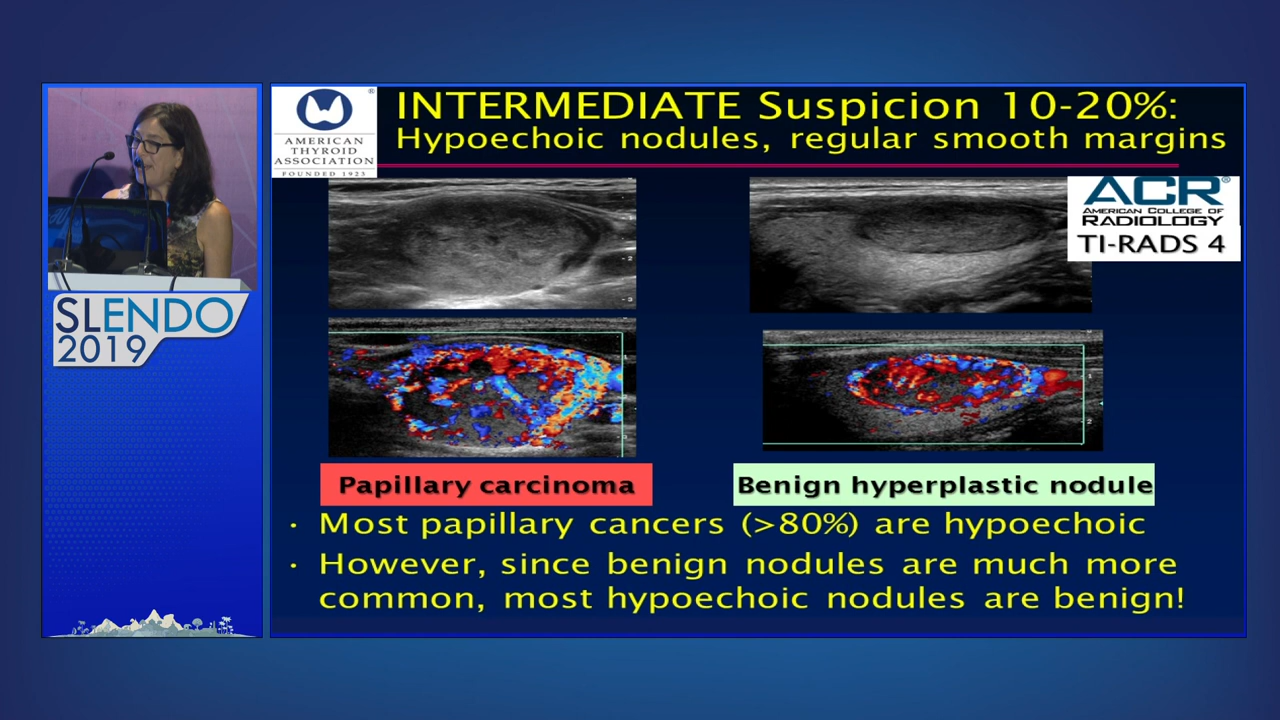 AMERICAN
THYROID
ASSOCIATION
FOUNDED 1923
INTERMEDIATE Suspicion 10-20%:
Hypoechoic nodules, regular smooth margins
ACR®
AMERICAN COLLEGE OF
RADIOLOGY
TI-RADS 4
SLENDO
2019
Papillary carcinoma
Benign hyperplastic nodule
· Most papillary cancers (>80%) are hypoechoic
· However, since benign nodules are much more
common, most hypoechoic nodules are benign!